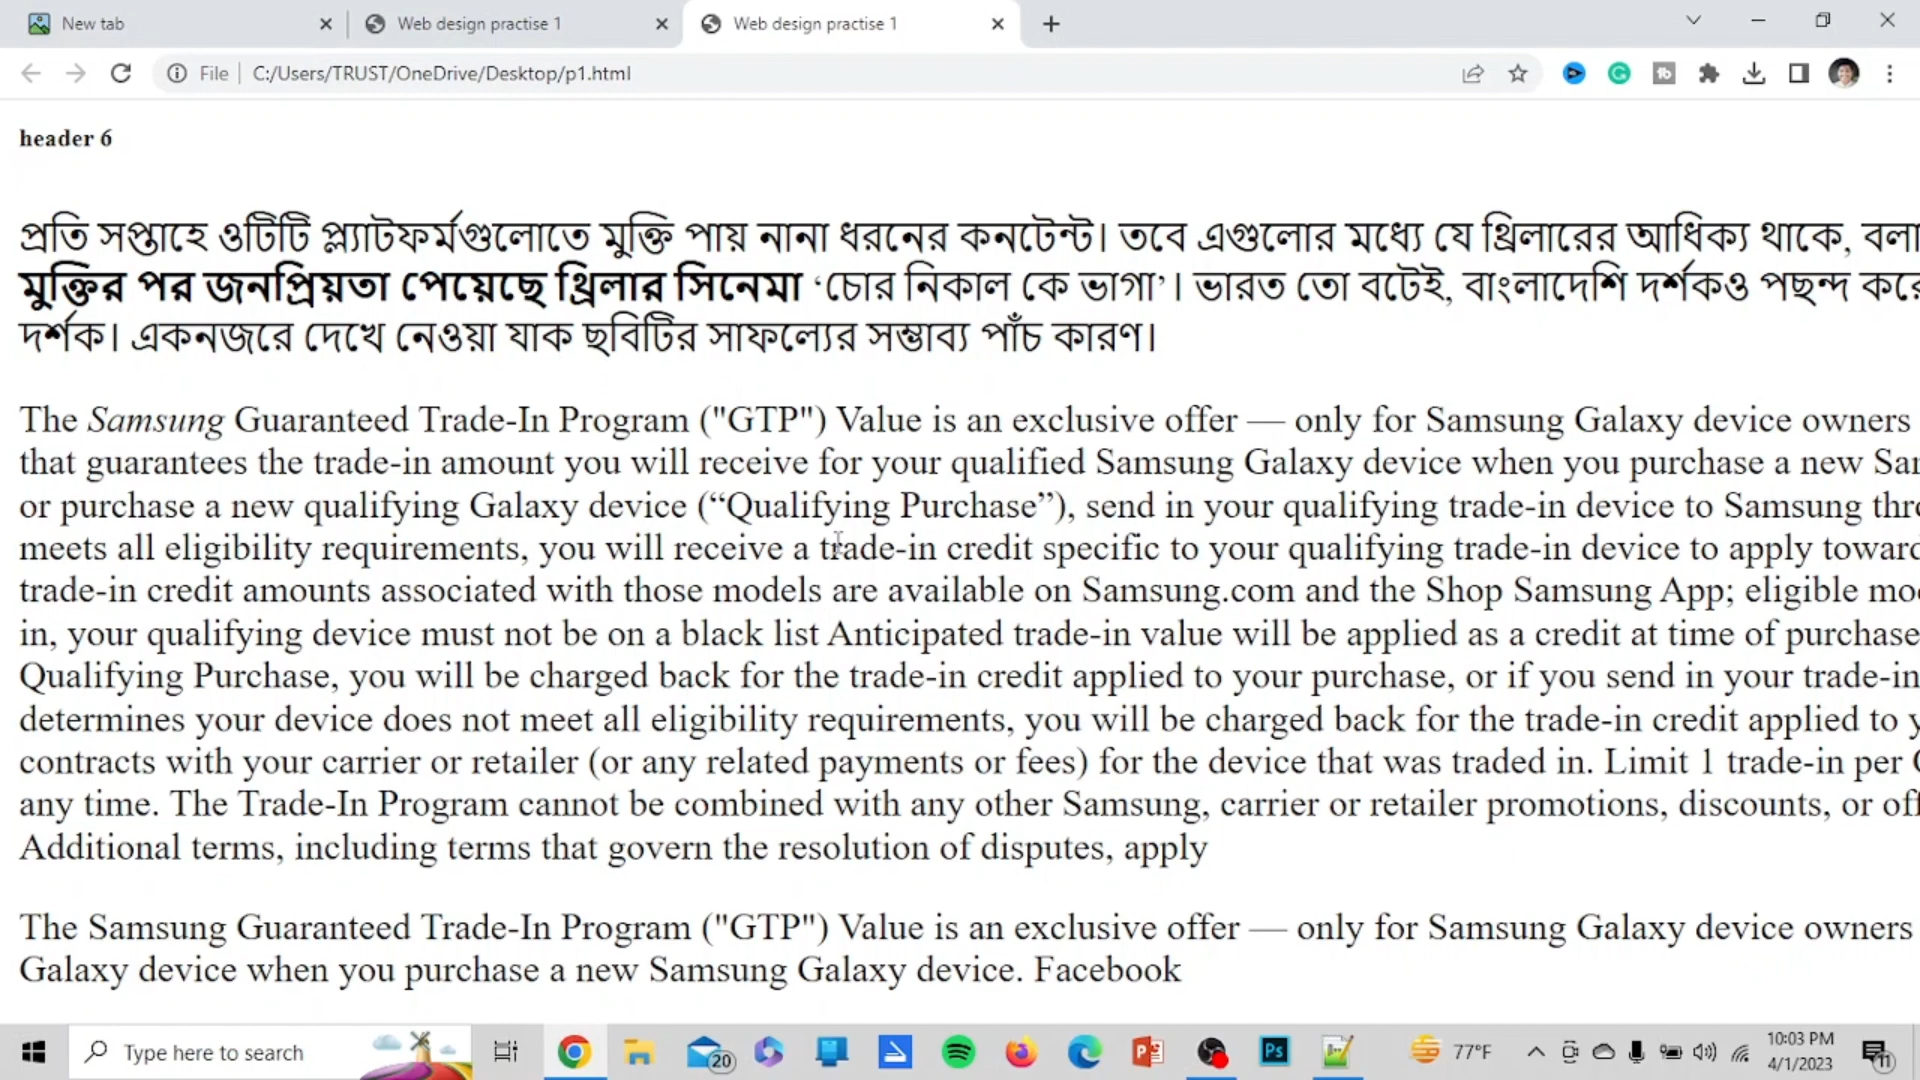 New tab
Web design practise 1
Web design practise 1
File
C:/Users/TRUST/OneDrive/Desktop/p1.html
header 6
প্রতি সপ্তাহে ওটিটি প্ল্যাটফর্মগুলোতে মুক্তি পায় নানা ধরনের কনটেন্ট। তবে এগুলোর মধ্যে যে থ্রিলারের আধিক্য থাকে, বলা
মুক্তির পর জনপ্রিয়তা পেয়েছে থ্রিলার সিনেমা ‘চোর নিকাল কে ভাগা’। ভারত তো বটেই, বাংলাদেশি দর্শকও পছন্দ
দর্শক। একনজরে দেখে নেওয়া যাক ছবিটির সাফল্যের সম্ভাব্য পাঁচ কারণ।
The Samsung Guaranteed Trade-In Program ("GTP") Value is an exclusive offer — only for Samsung Galaxy device owners
that guarantees the trade-in amount you will receive for your qualified Samsung Galaxy device when you purchase a new
or purchase a new qualifying Galaxy device (“Qualifying Purchase”), send in your qualifying trade-in device to Samsung
meets all eligibility requirements, you will receive a trade-in credit specific to your qualifying trade-in device to apply
trade-in credit amounts associated with those models are available on Samsung.com and the Shop Samsung App; eligible
in, your qualifying device must not be on a black list Anticipated trade-in value will be applied as a credit at time of purchase
Qualifying Purchase, you will be charged back for the trade-in credit applied to your purchase, or if you send in your trade-in
determines your device does not meet all eligibility requirements, you will be charged back for the trade-in credit applied to
contracts with your carrier or retailer (or any related payments or fees) for the device that was traded in. Limit 1 trade-in per
any time. The Trade-In Program cannot be combined with any other Samsung, carrier or retailer promotions, discounts, or
Additional terms, including terms that govern the resolution of disputes, apply
The Samsung Guaranteed Trade-In Program ("GTP") Value is an exclusive offer — only for Samsung Galaxy device owners
Galaxy device when you purchase a new Samsung Galaxy device. Facebook
Type here to search
20
Ps
77°F
10:03 PM
4/1/2023
11